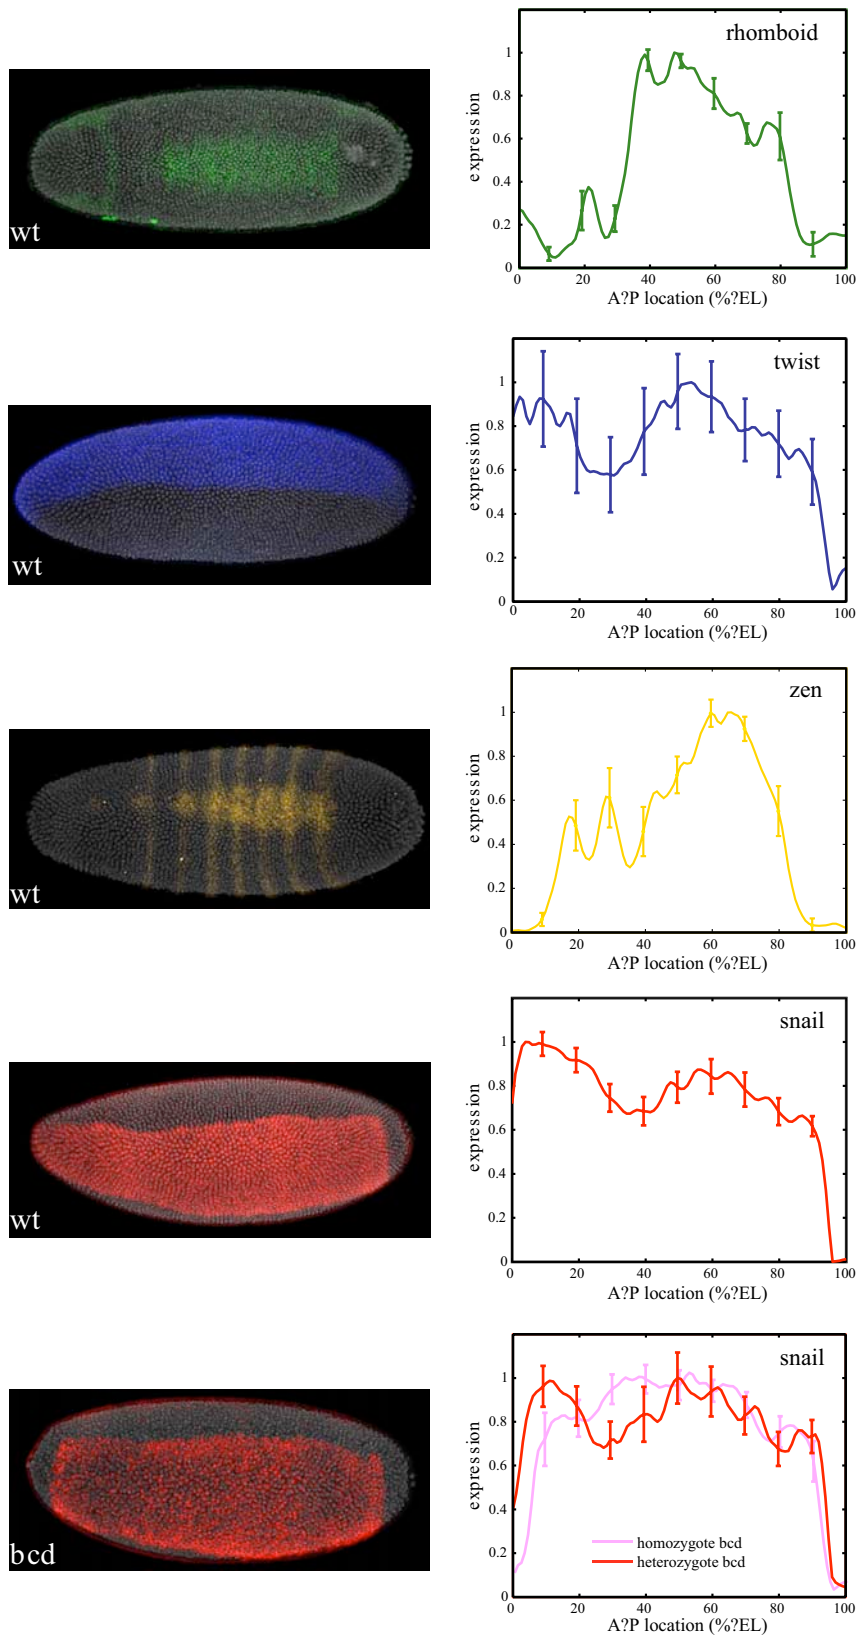 wt
rhomboid
expression
1
0.8
0.6
0.4
0.2
0
0 20 40 60 80 100
A?P location (%?EL)
wt
twist
expression
1
0.8
0.6
0.4
0.2
0
0 20 40 60 80 100
A?P location (%?EL)
wt
zen
expression
1
0.8
0.6
0.4
0.2
0
0 20 40 60 80 100
A?P location (%?EL)
wt
snail
expression
1
0.8
0.6
0.4
0.2
0
0 20 40 60 80 100
A?P location (%?EL)
bcd
snail
expression
1
0.8
0.6
0.4
0.2
0
homozygote bcd
heterozygote bcd
0 20 40 60 80 100
A?P location (%?EL)